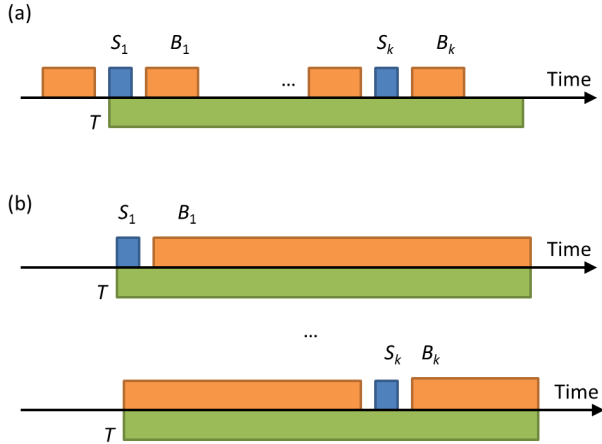 (a)
S₁ B₁ Sₖ Bₖ
... Time
T
(b)
S₁ B₁
Time
T
...
Sₖ Bₖ
Time
T